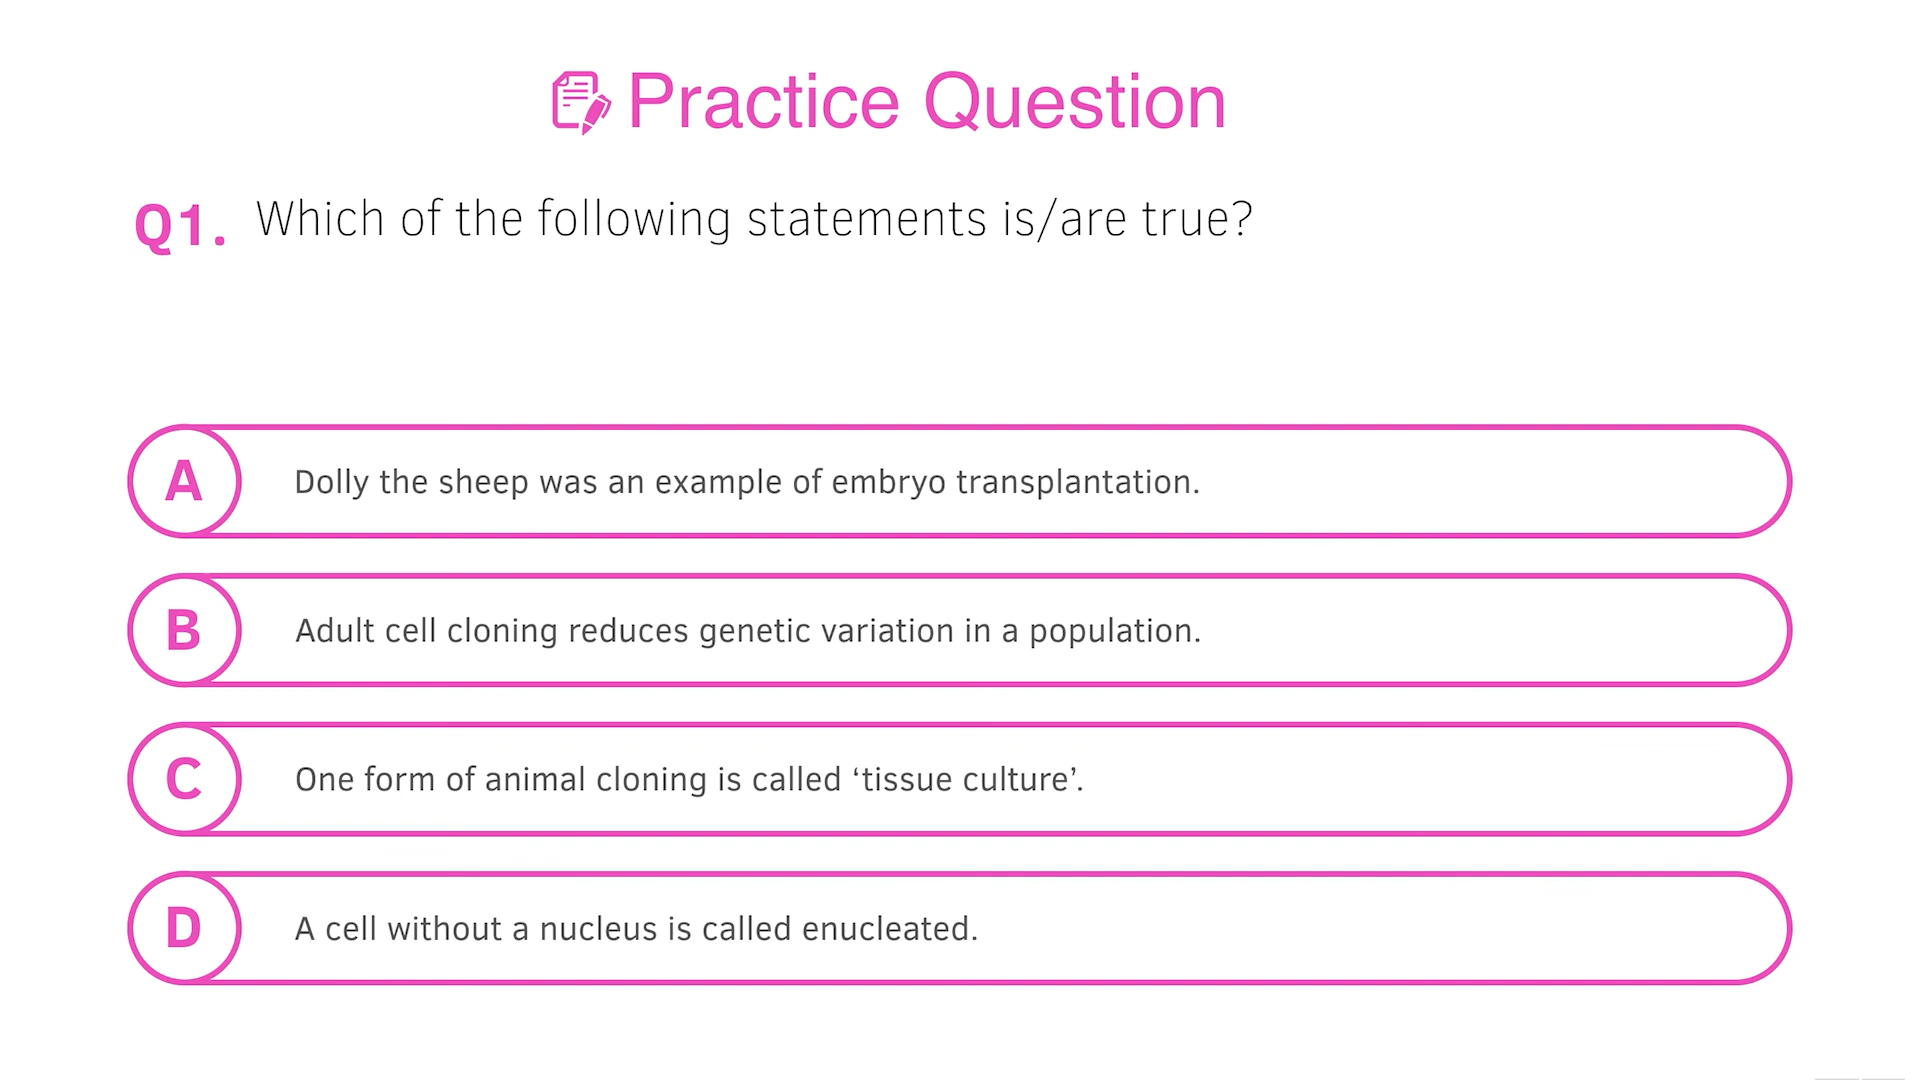 Practice Question
Q1. Which of the following statements is/are true?
A Dolly the sheep was an example of embryo transplantation.
B Adult cell cloning reduces genetic variation in a population.
C One form of animal cloning is called ‘tissue culture’.
D A cell without a nucleus is called enucleated.